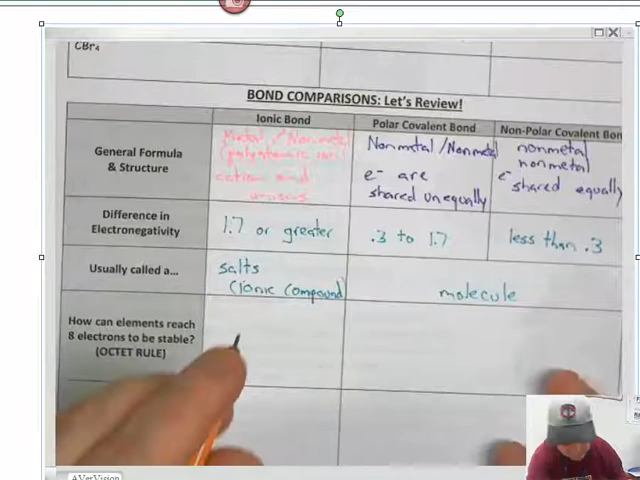 CBr₄
BOND COMPARISONS: Let's Review!
Ionic Bond
Polar Covalent Bond
Non-Polar Covalent Bon
General Formula
& Structure
Metal / Nonmetal
(polyatomic ion)
cation and
anions
Nonmetal / Nonmetal
e⁻ are
shared unequally
nonmetal
nonmetal
e⁻ shared equally
Difference in
Electronegativity
1.7 or greater
.3 to 1.7
less than .3
Usually called a...
salts
(ionic compound)
molecule
How can elements reach
8 electrons to be stable?
(OCTET RULE)
AVerVision